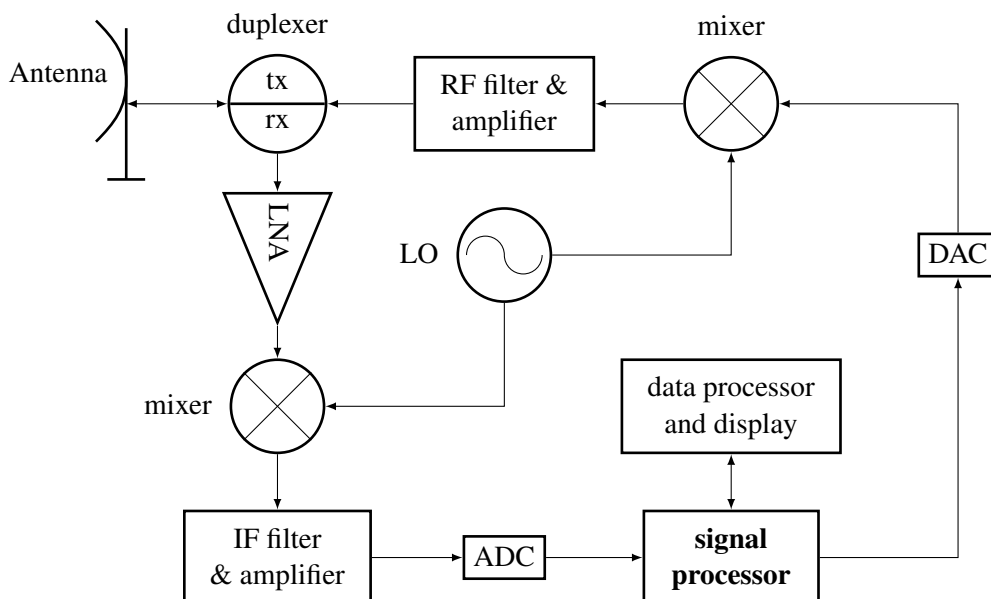 duplexer
mixer
Antenna
tx
rx
RF filter &
amplifier
LNA
LO
DAC
mixer
data processor
and display
IF filter
& amplifier
ADC
signal
processor